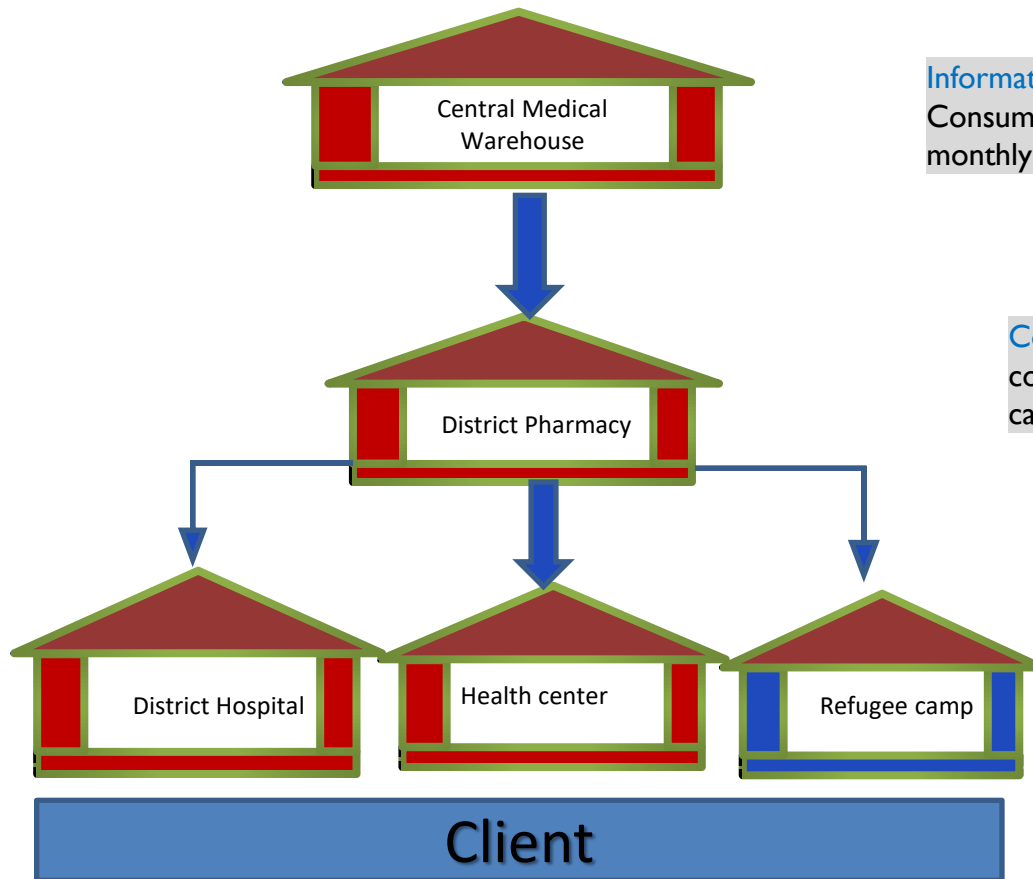 Central Medical
Warehouse
Consum
monthly
District Pharmacy
District Hospital
Health center
Refugee camp
Client